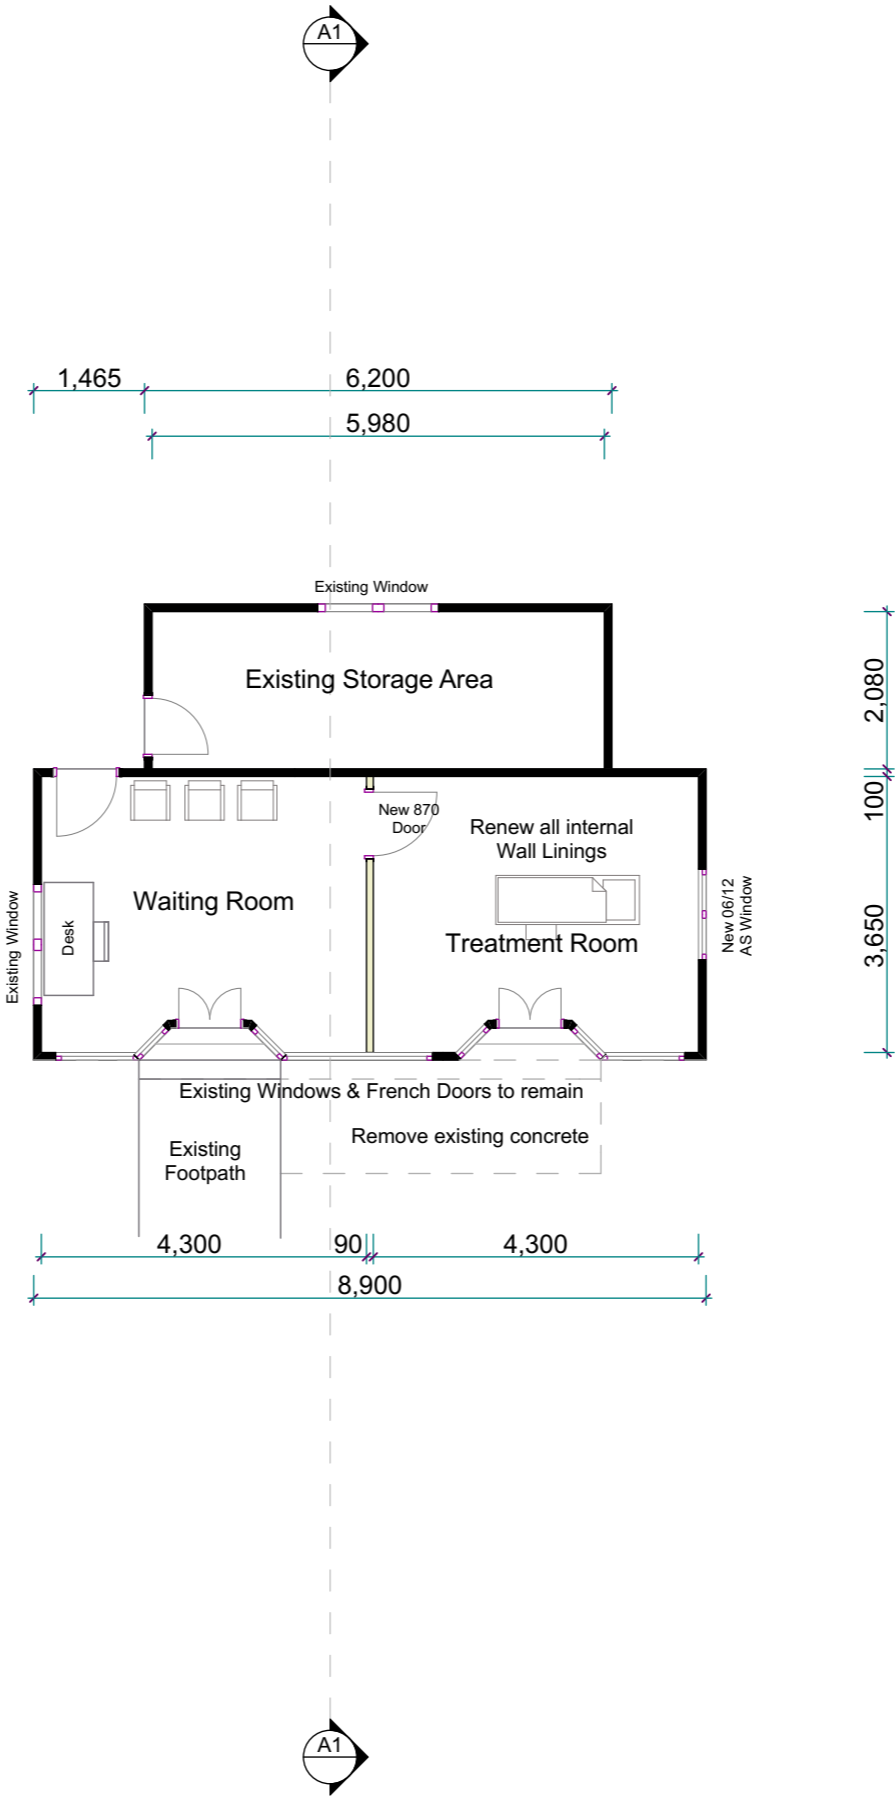 A1
1,465
6,200
5,980
Existing Window
Existing Storage Area
2,080
100
New 870
Door
Renew all internal
Wall Linings
Waiting Room
Desk
Existing Window
Treatment Room
New 06/12
AS Window
3,650
Existing Windows & French Doors to remain
Remove existing concrete
Existing
Footpath
4,300
90
4,300
8,900
A1